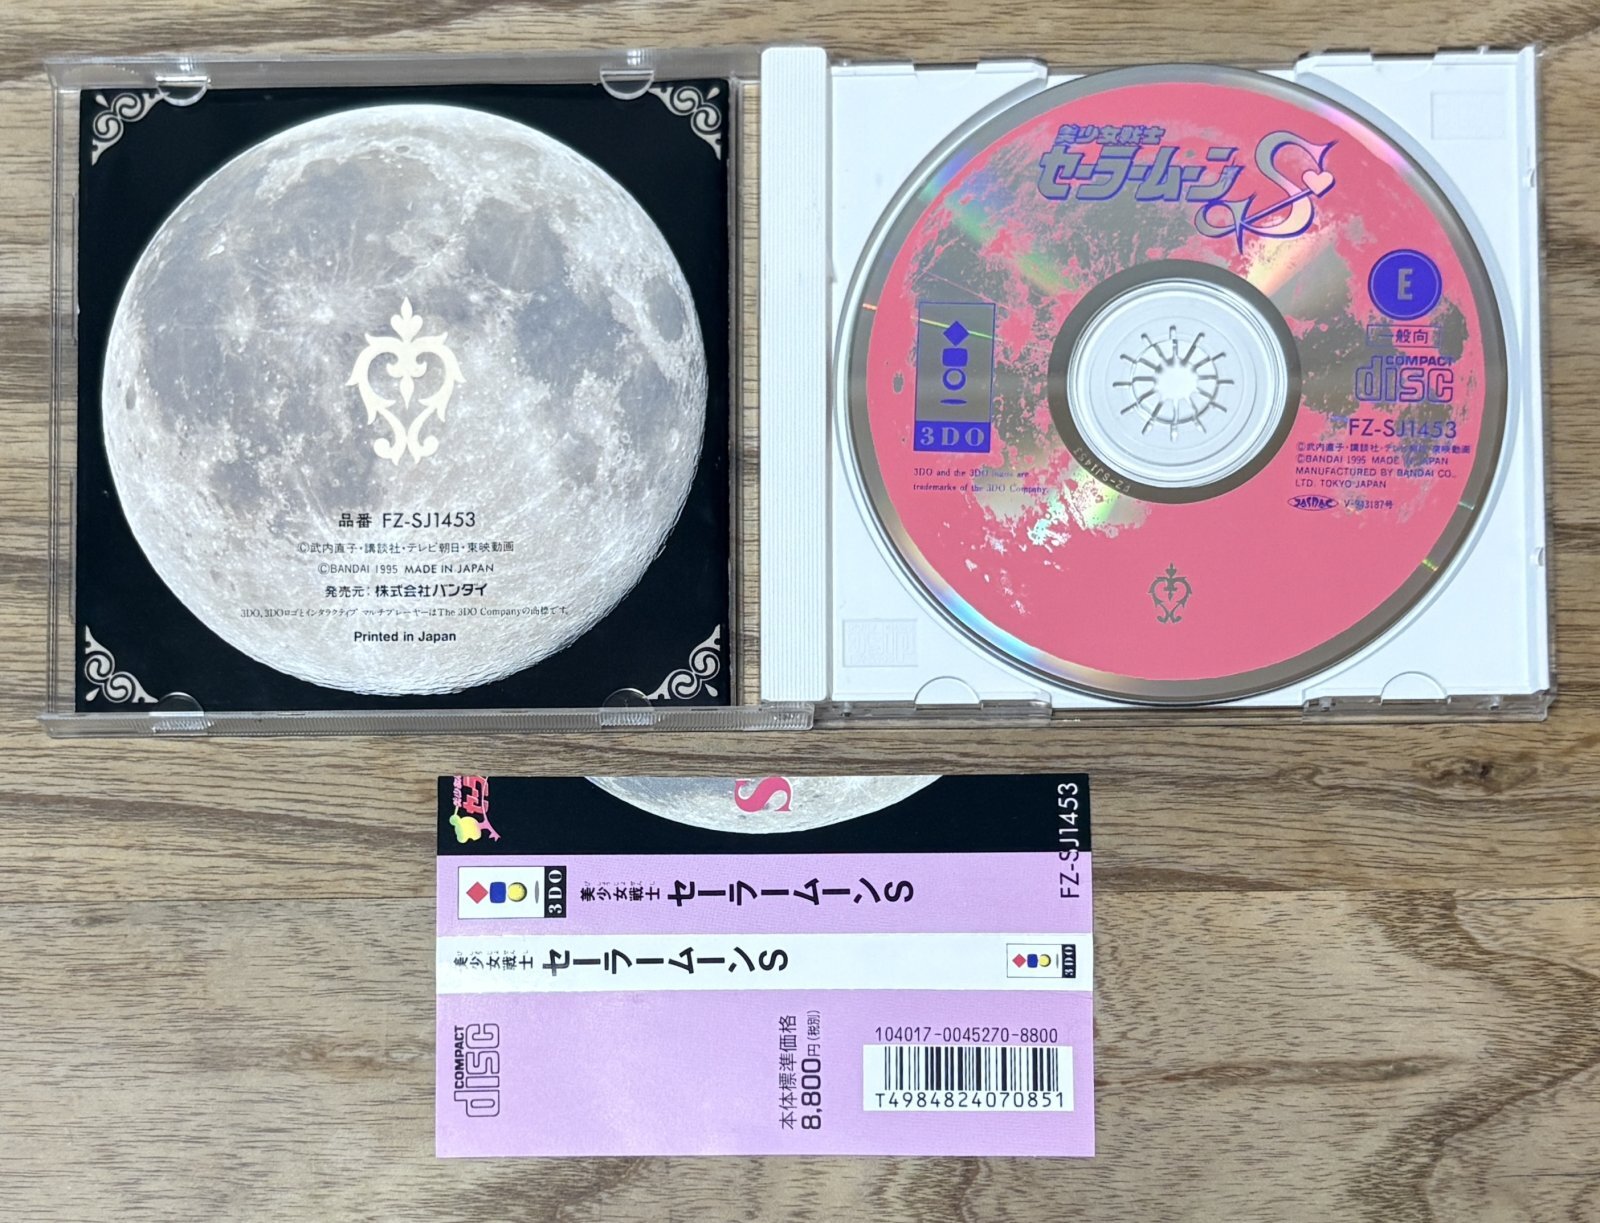 品番 FZ-SJ1453
©武内直子・講談社・テレビ朝日・東映動画
©BANDAI 1995 MADE IN JAPAN
発売元:株式会社バンダイ
3DO, 3DOロゴとインタラクティブ マルチプレーヤーはThe 3DO Companyの商標です。
Printed in Japan
美少女戦士
セーラームーンS
E
一般向
COMPACT
disc
3DO
FZ-SJ1453
©武内直子・講談社・テレビ朝日・東映動画
©BANDAI 1995 MADE IN JAPAN
MANUFACTURED BY BANDAI CO.,
LTD. TOKYO JAPAN
V-943187号
3DO and the 3DO logos are
trademarks of the 3DO Company.
FZ-SJ1453
S
FZ-SJ1453
3DO
美少女戦士 セーラームーンS
美少女戦士 セーラームーンS
3DO
COMPACT
disc
本体標準価格
8,800円(税別)
104017-0045270-8800
T4984824070851